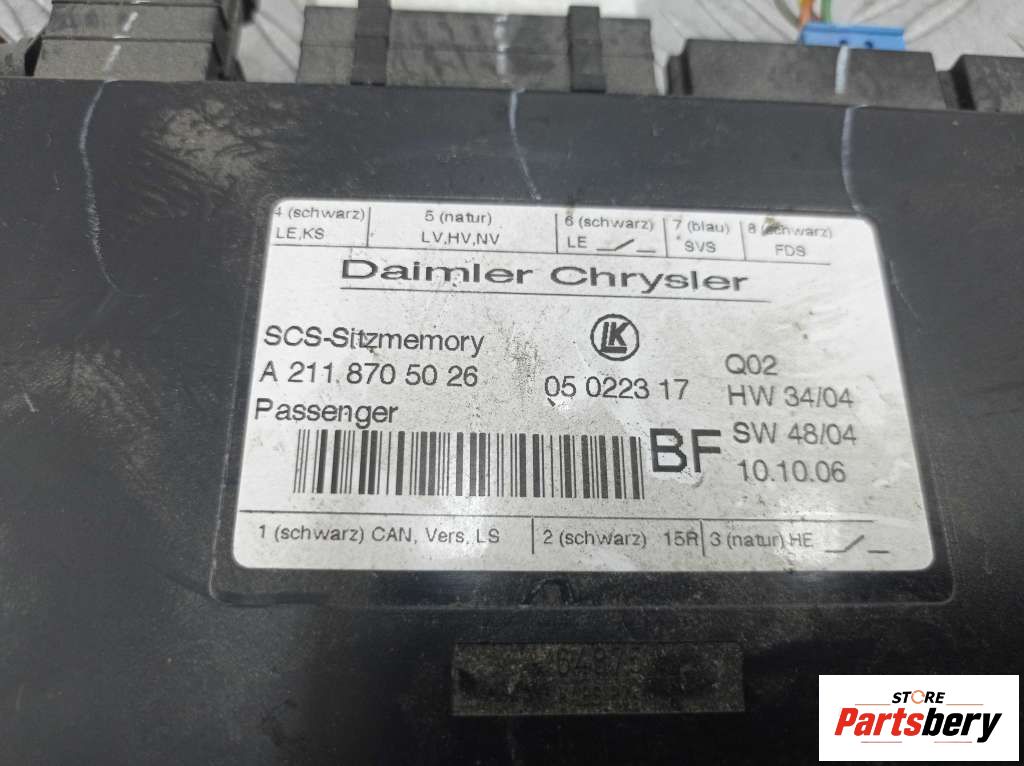 4 (schwarz) 5 (natur) 6 (schwarz) 7 (blau) 8 (schwarz)
LE,KS LV,HV,NV LE SVS FDS
Daimler Chrysler
SCS-Sitzmemory LK
A 211 870 50 26 05 0223 17 Q02
HW 34/04
Passenger BF SW 48/04
10.10.06
1 (schwarz) CAN, Vers, LS 2 (schwarz) 15R 3 (natur) HE
STORE
Partsbery